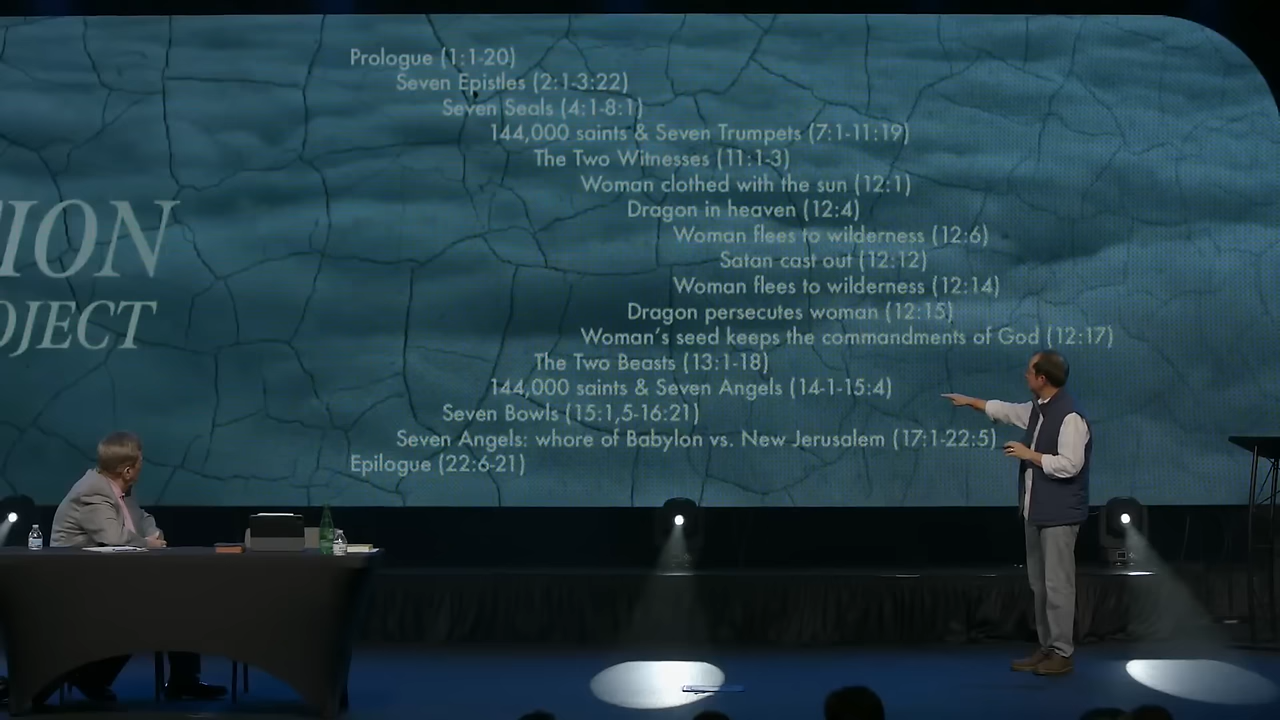 Prologue (1:1-20)
Seven Epistles (2:1-3:22)
Seven Seals (4:1-8:1)
144,000 saints & Seven Trumpets (7:1-11:19)
The Two Witnesses (11:1-3)
Woman clothed with the sun (12:1)
Dragon in heaven (12:4)
Woman flees to wilderness (12:6)
Satan cast out (12:12)
Woman flees to wilderness (12:14)
Dragon persecutes woman (12:15)
Woman's seed keeps the commandments of God (12:17)
The Two Beasts (13:1-18)
144,000 saints & Seven Angels (14-1-15:4)
Seven Bowls (15:1,5-16:21)
Seven Angels: whore of Babylon vs. New Jerusalem (17:1-22:5)
Epilogue (22:6-21)
TION
OJECT